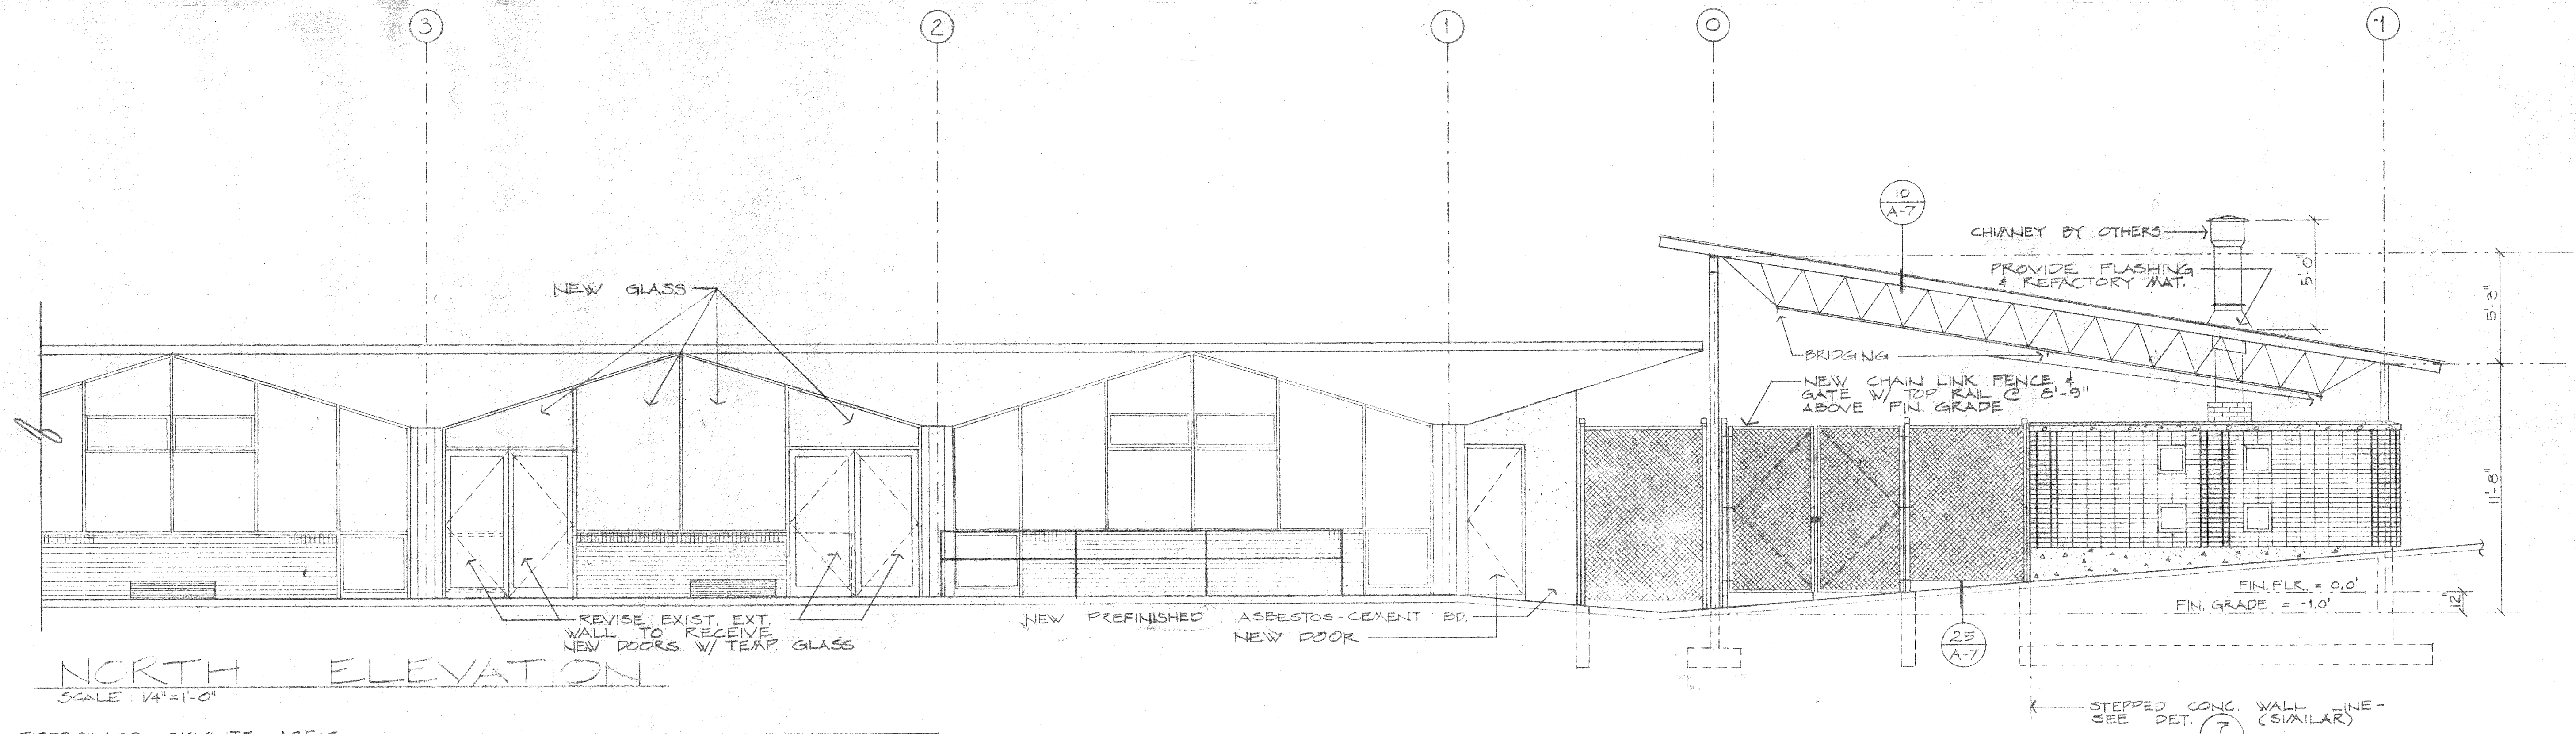 3
2
1
0
-1
10
A-7
CHIMNEY BY OTHERS
PROVIDE FLASHING
& REFACTORY MAT.
5'-0"
5'-3"
NEW GLASS
BRIDGING
NEW CHAIN LINK FENCE &
GATE W/ TOP RAIL @ 8'-9"
ABOVE FIN. GRADE
11'-8"
FIN. FLR. = 0.0'
FIN. GRADE = -1.0'
12"
REVISE EXIST. EXT.
WALL TO RECEIVE
NEW DOORS W/ TEMP. GLASS
NEW PREFINISHED ASBESTOS-CEMENT BD.
NEW DOOR
25
A-7
NORTH ELEVATION
SCALE: 1/4"=1'-0"
STEPPED CONC. WALL LINE-
SEE DET. 7 (SIMILAR)